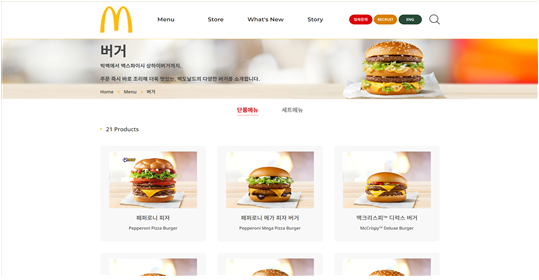 Menu
Store
What's New
Story
RECRUIT
ENG
버거
빅맥에서 맥스파이시 상하이버거까지,
주문 즉시 바로 조리해 더욱 맛있는, 맥도날드의 다양한 버거를 소개합니다.
Home • Menu • 버거
단품메뉴
세트메뉴
• 21 Products
페퍼로니 피자
Pepperoni Pizza Burger
페퍼로니 메가 피자 버거
Pepperoni Mega Pizza Burger
맥크리스피™ 디럭스 버거
McCrispy™ Deluxe Burger